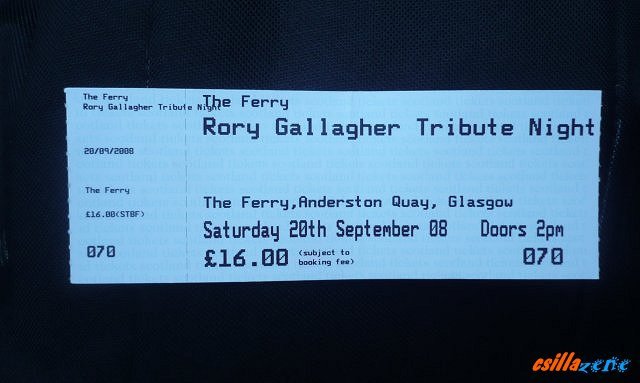 The Ferry
Rory Gallagher Tribute Night
20/09/2008
The Ferry
£16.00(STBF)
070
The Ferry
Rory Gallagher Tribute Night
The Ferry,Anderston Quay, Glasgow
Saturday 20th September 08 Doors 2pm
£16.00 (subject to
booking fee) 070
csillazene